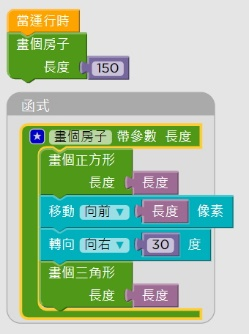 當運行時
畫個房子
長度 150
函式
畫個房子 帶參數 長度
畫個正方形
長度 長度
移動 向前 長度 像素
轉向 向右 30 度
畫個三角形
長度 長度